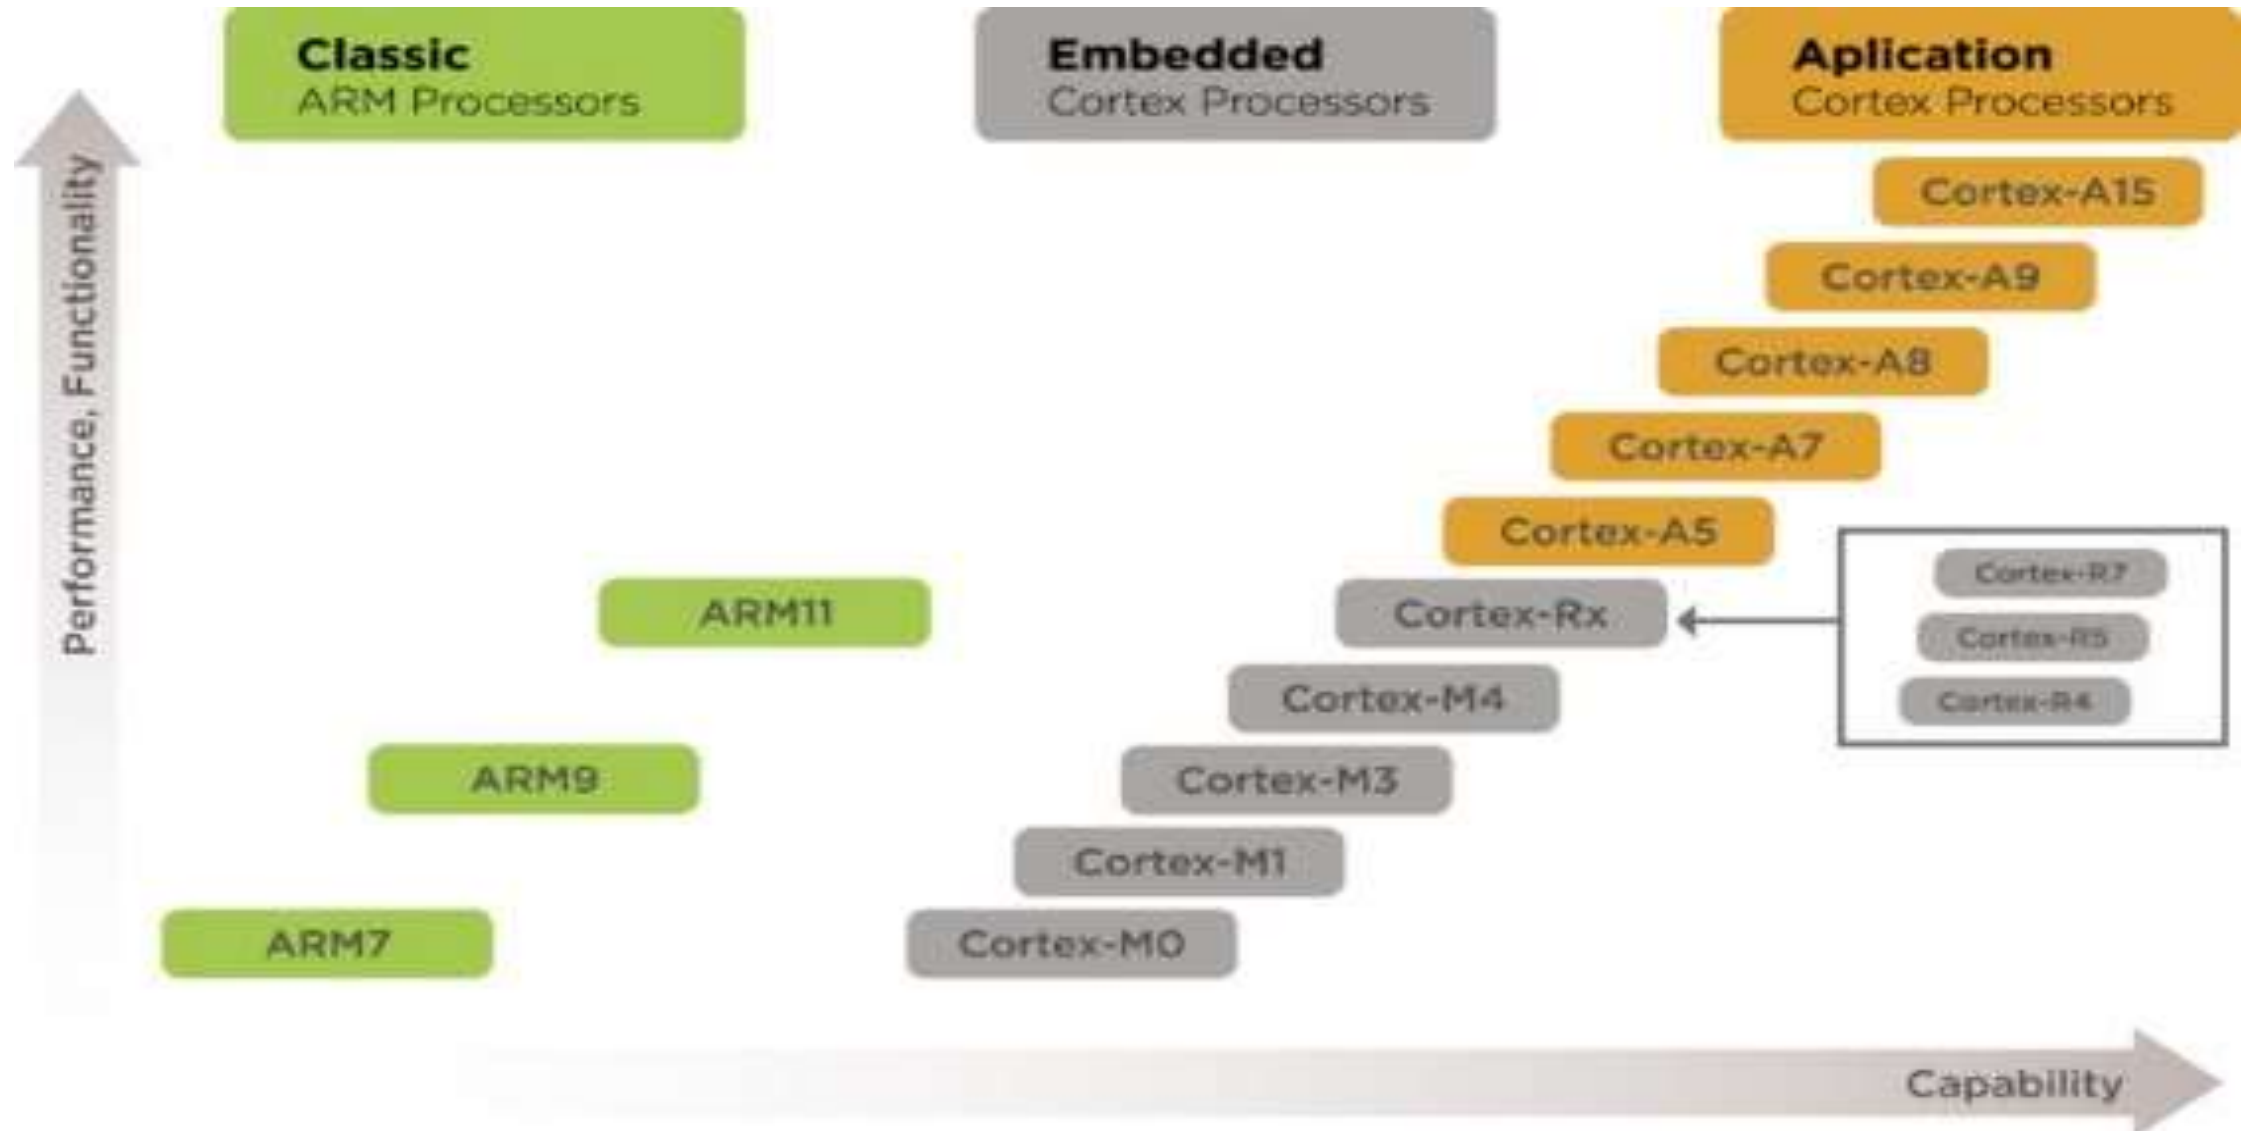 Classic
ARM Processors
Embedded
Cortex Processors
Aplication
Cortex Processors
Performance, Functionality
Cortex-A15
Cortex-A9
Cortex-A8
Cortex-A7
Cortex-A5
Cortex-R7
ARM11
Cortex-Rx
Cortex-R5
Cortex-M4
Cortex-R4
ARM9
Cortex-M3
Cortex-M1
ARM7
Cortex-M0
Capability